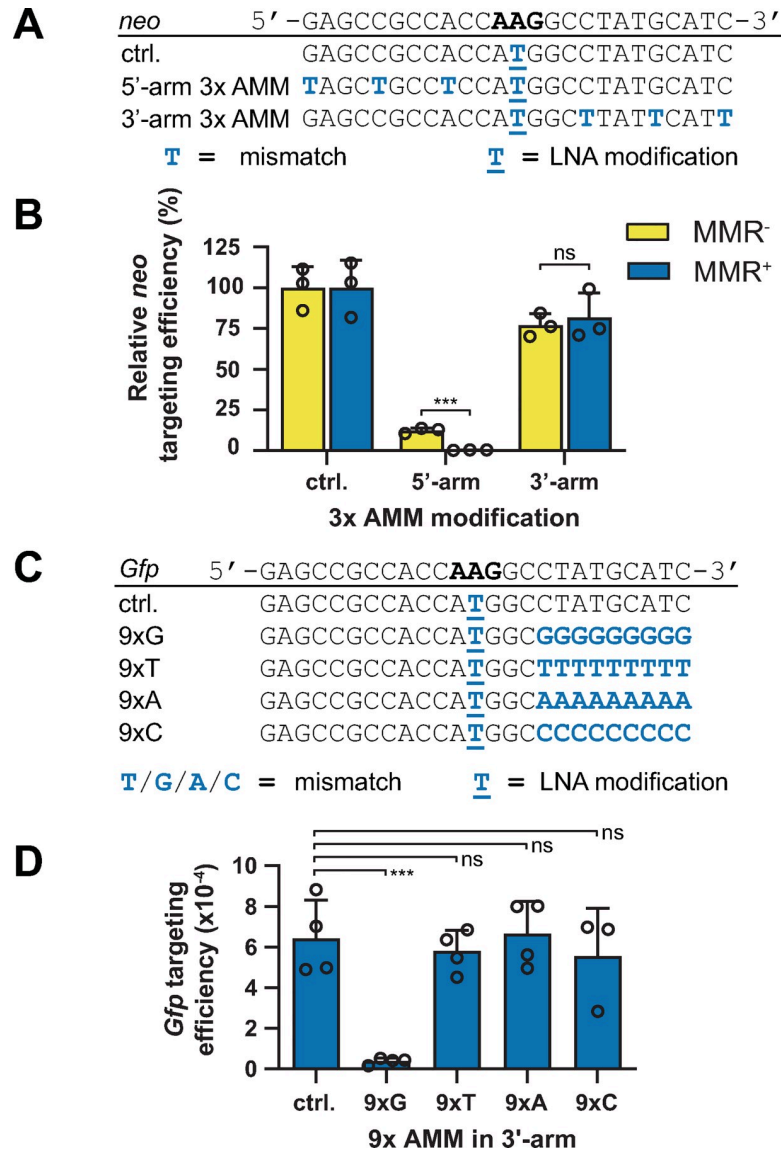 A
neo 5′-GAGCCGCCACCAAGGCCTATGCATC-3′
ctrl. GAGCCGCCACCATGGCCTATGCATC
5’-arm 3x AMM TAGCTGCCTCCATGGCCTATGCATC
3’-arm 3x AMM GAGCCGCCACCATGGCTTATTCATT
T = mismatch T = LNA modification
B
Relative neo
targeting efficiency (%)
125
100
75
50
25
0
***
ns
MMR-
MMR+
ctrl. 5’-arm 3’-arm
3x AMM modification
C
Gfp 5′-GAGCCGCCACCAAGGCCTATGCATC-3′
ctrl. GAGCCGCCACCATGGCCTATGCATC
9xG GAGCCGCCACCATGGCGGGGGGGGG
9xT GAGCCGCCACCATGGCTTTTTTTTT
9xA GAGCCGCCACCATGGCAAAAAAAAA
9xC GAGCCGCCACCATGGCCCCCCCCCC
T/G/A/C = mismatch T = LNA modification
D
Gfp targeting
efficiency (x10-4)
10
8
6
4
2
0
ns
ns
ns
***
ctrl. 9xG 9xT 9xA 9xC
9x AMM in 3'-arm